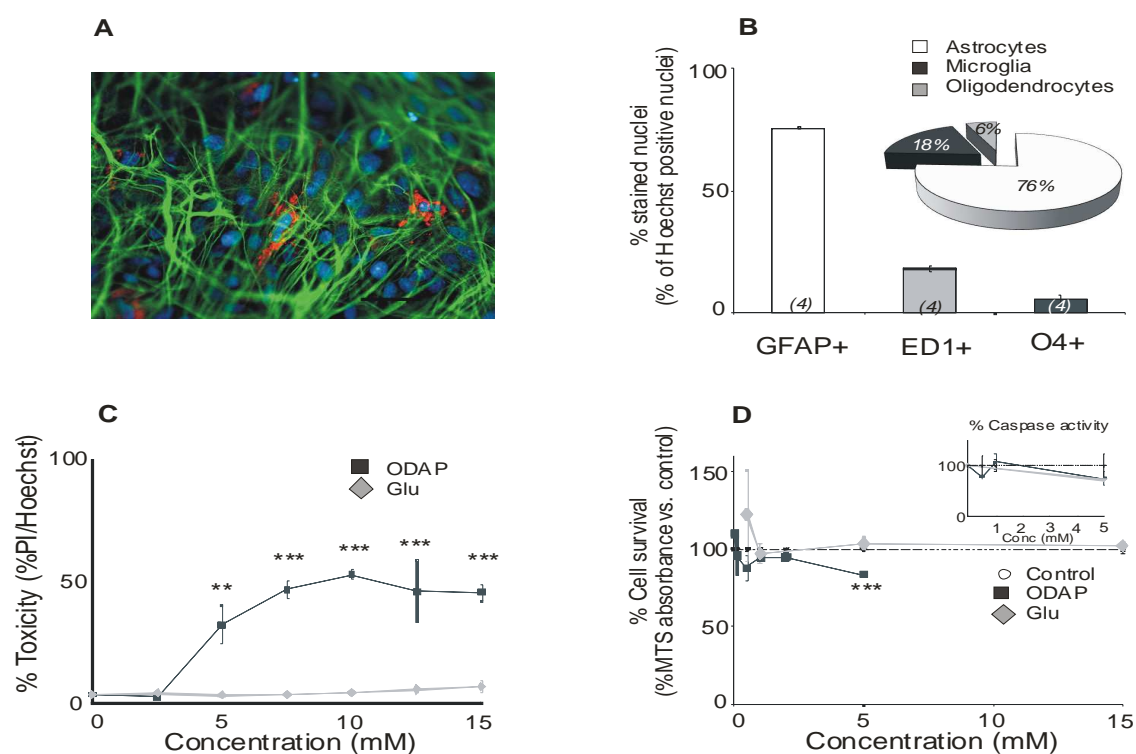 A
B
Astrocytes
Microglia
Oligodendrocytes
% stained nuclei
(% of Hoechst positive nuclei)
100
50
0
6%
18%
76%
(4)
(4)
(4)
GFAP+
ED1+
O4+
C
% Toxicity (%PI/Hoechst)
100
50
0
ODAP
Glu
**
***
***
***
***
0
5
10
15
Concentration (mM)
D
% Cell survival
(%MTS absorbance vs. control)
150
100
50
0
% Caspase activity
100
0
1
2
3
4
5
Conc (mM)
***
Control
ODAP
Glu
0
5
10
15
Concentration (mM)